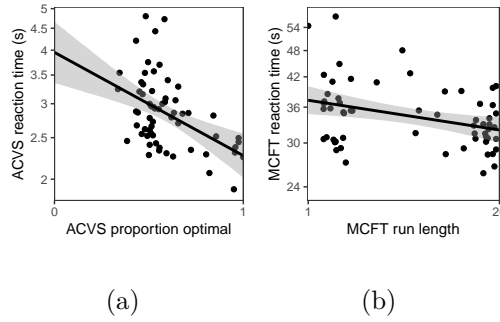 ACVS reaction time (s)
5
4.5
4
3.5
3
2.5
2
0
1
ACVS proportion optimal
(a)
MCFT reaction time (s)
54
48
42
36
30
24
1
20
MCFT run length
(b)